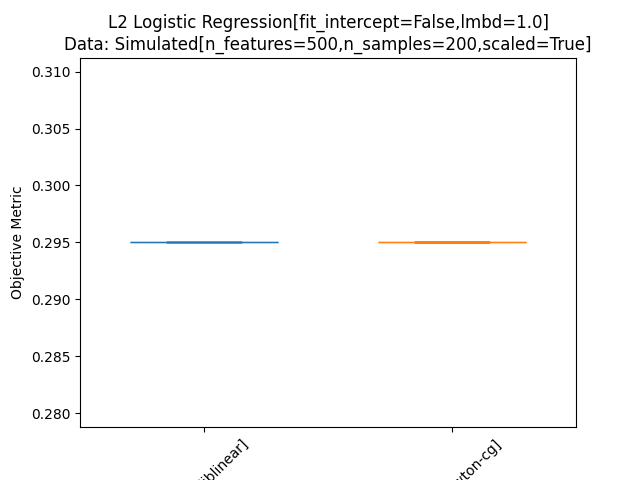 L2 Logistic Regression[fit_intercept=False,lmbd=1.0]
Data: Simulated[n_features=500,n_samples=200,scaled=True]
0.310
0.305
0.300
0.295
0.290
0.285
0.280
Objective Metric
iblinear]
ton-cg]